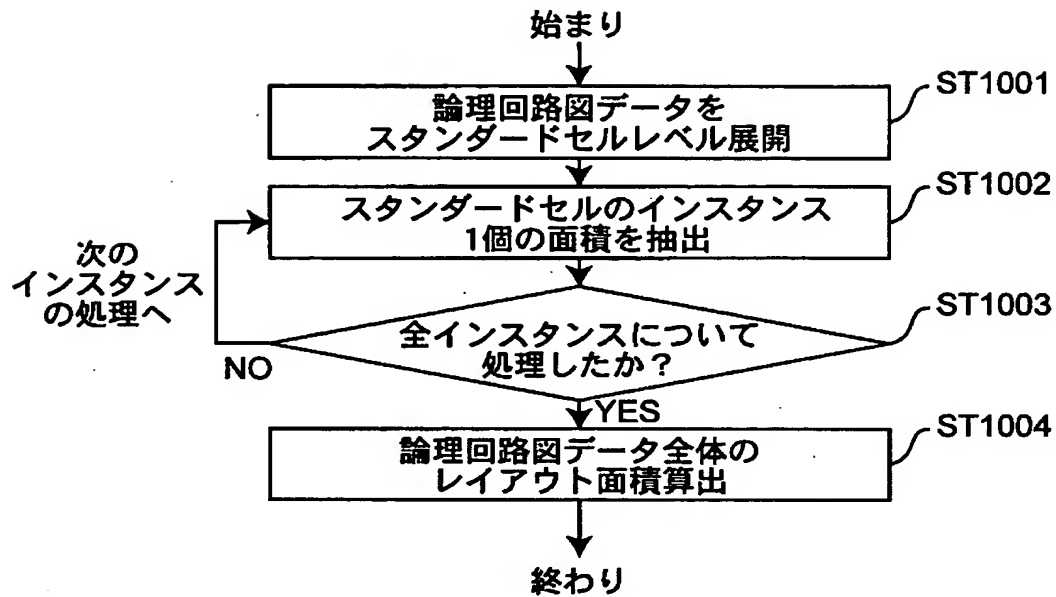 始まり
ST1001
論理回路図データを
スタンダードセルレベル展開
ST1002
スタンダードセルのインスタンス
1個の面積を抽出
次の
インスタンス
の処理へ
ST1003
全インスタンスについて
処理したか？
NO
YES
ST1004
論理回路図データ全体の
レイアウト面積算出
終わり